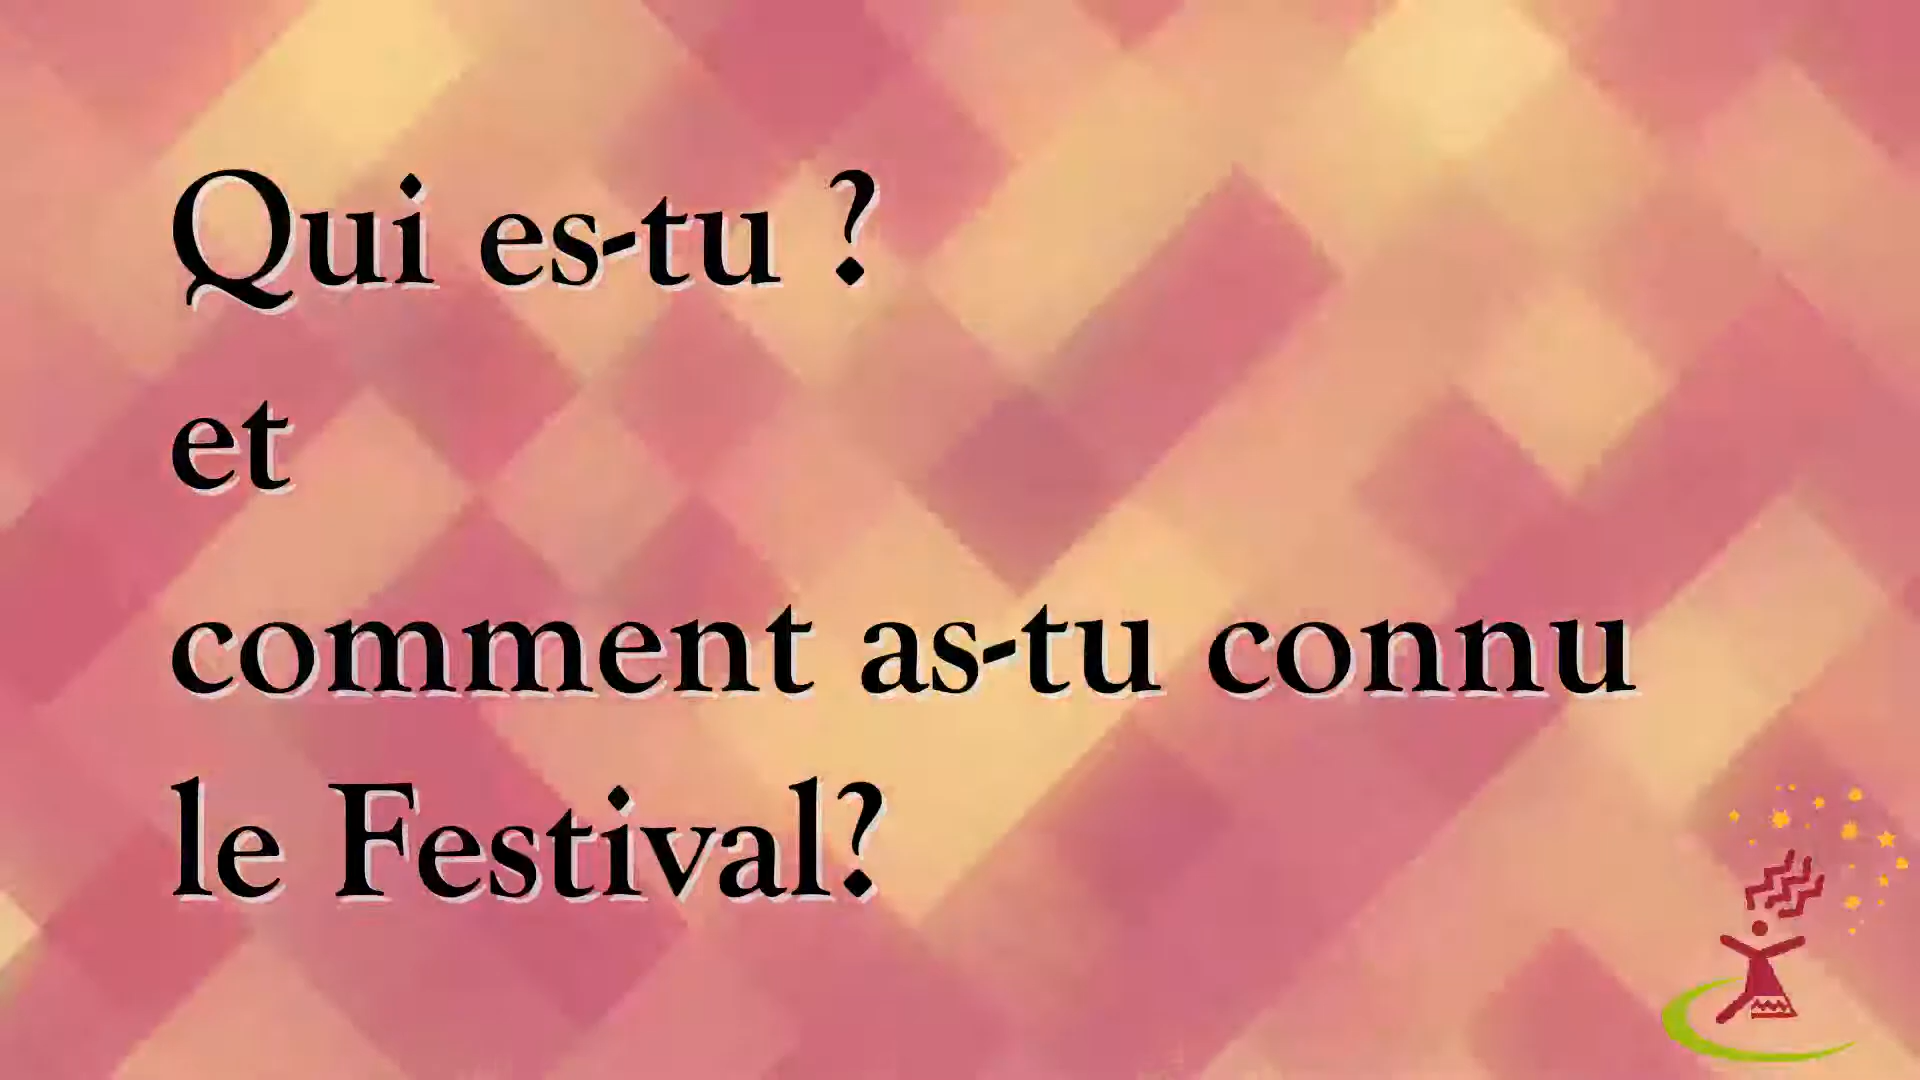 Qui es-tu ?
et
comment as-tu connu
le Festival?